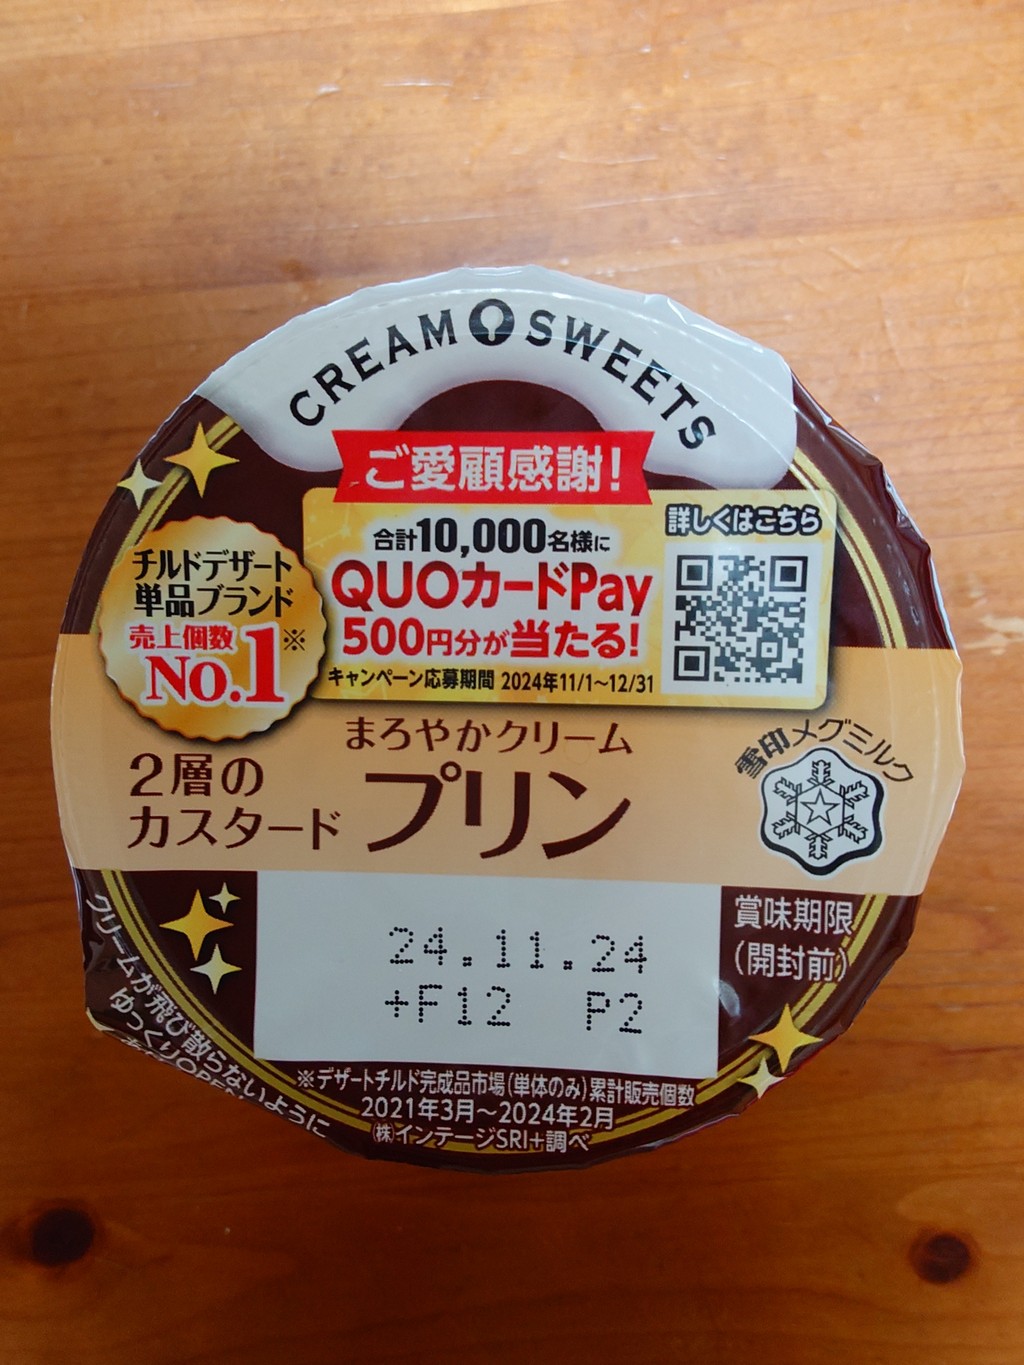 CREAM SWEETS
ご愛顧感謝!
合計10,000名様に
QUOカードPay
500円分が当たる!
キャンペーン応募期間 2024年11/1~12/31
詳しくはこちら
チルドデザート
単品ブランド
売上個数
No.1※
2層の
カスタード
まろやかクリーム
プリン
雪印メグミルク
賞味期限
(開封前)
24.11.24
+F12 P2
クリームが飛び散らないように
ゆっくり
OPEN
※デザートチルド完成品市場(単体のみ)累計販売個数
2021年3月~2024年2月
㈱インテージSRI+調べ